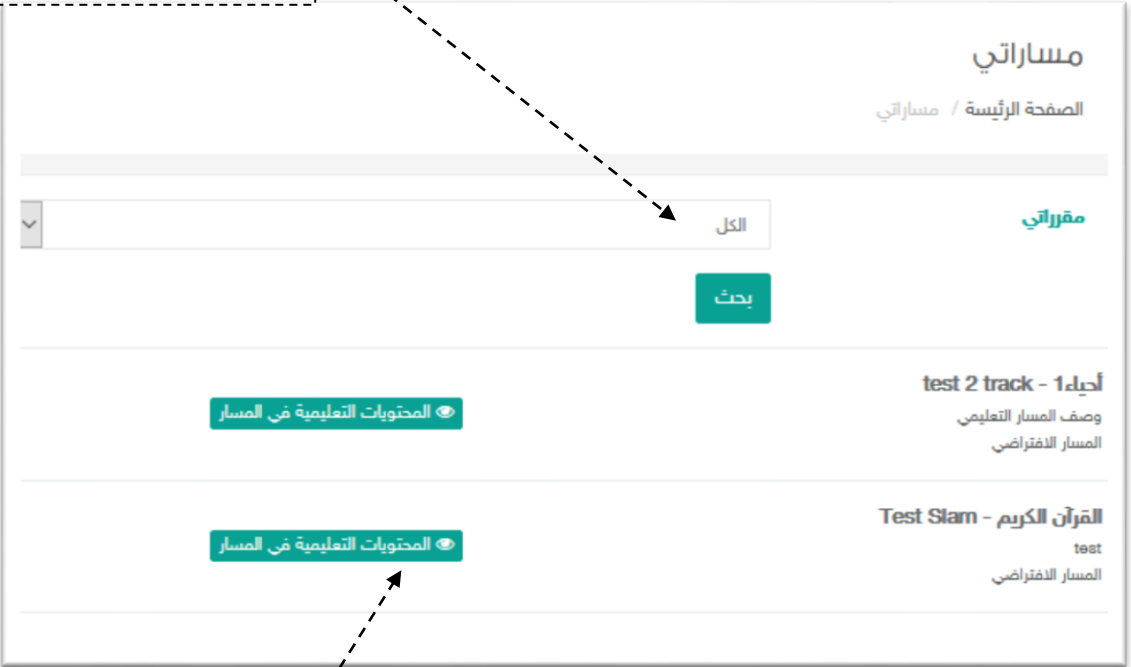 مساراتي
الصفحة الرئيسة / مساراتي
مقرراتي
الكل
بحث
أحياء1 - test 2 track
وصف المسار التعليمي
المسار الافتراضي
المحتويات التعليمية في المسار
القرآن الكريم - Test Slam
test
المسار الافتراضي
المحتويات التعليمية في المسار